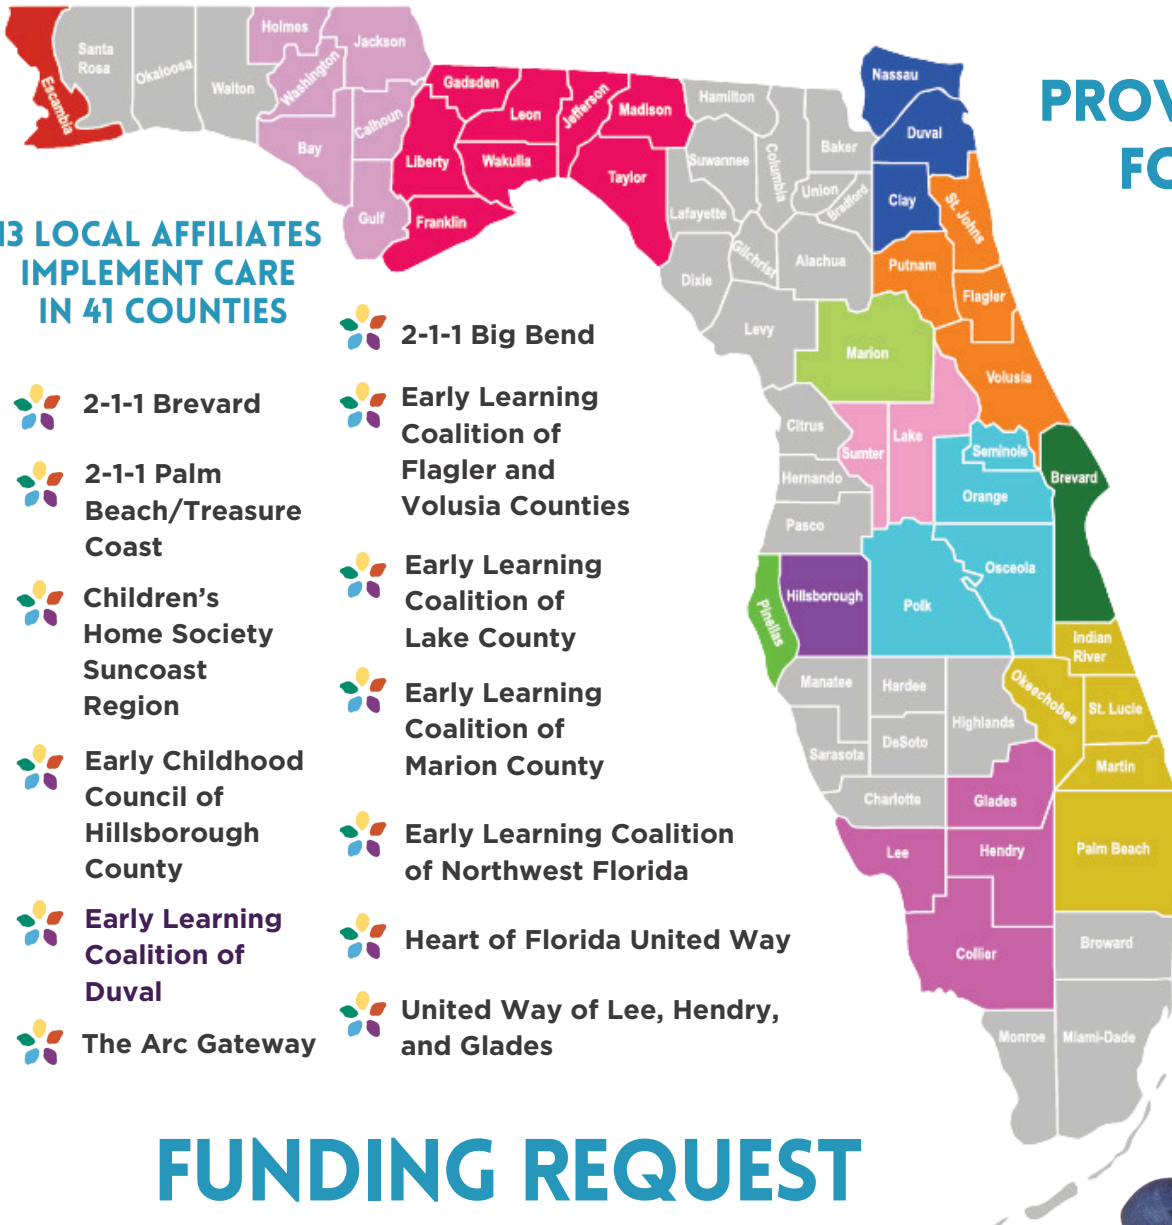 PROV
FO
13 LOCAL AFFILIATES
IMPLEMENT CARE
IN 41 COUNTIES
2-1-1 Brevard
2-1-1 Palm
Beach/Treasure
Coast
Children's
Home Society
Suncoast
Region
Early Childhood
Council of
Hillsborough
County
Early Learning
Coalition of
Duval
The Arc Gateway
2-1-1 Big Bend
Early Learning
Coalition of
Flagler and
Volusia Counties
Early Learning
Coalition of
Lake County
Early Learning
Coalition of
Marion County
Early Learning Coalition
of Northwest Florida
Heart of Florida United Way
United Way of Lee, Hendry,
and Glades
Escambia
Santa
Rosa
Okaloosa
Walton
Holmes
Washington
Jackson
Bay
Calhoun
Gulf
Gadsden
Liberty
Franklin
Leon
Wakulla
Jefferson
Madison
Taylor
Hamilton
Suwannee
Lafayette
Dixie
Columbia
Gilchrist
Levy
Baker
Union
Bradford
Alachua
Nassau
Duval
Clay
St. Johns
Putnam
Flagler
Volusia
Marion
Citrus
Hernando
Pasco
Sumter
Lake
Seminole
Orange
Osceola
Polk
Brevard
Pinellas
Hillsborough
Manatee
Hardee
Highlands
Sarasota
DeSoto
Charlotte
Indian
River
Okeechobee
St. Lucie
Martin
Palm Beach
Glades
Lee
Hendry
Collier
Broward
Monroe
Miami-Dade
FUNDING REQUEST